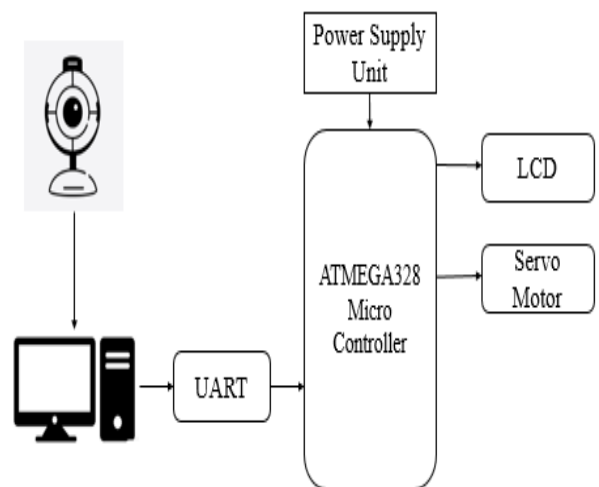 Power Supply
Unit
LCD
ATMEGA328
Micro
Controller
Servo
Motor
UART